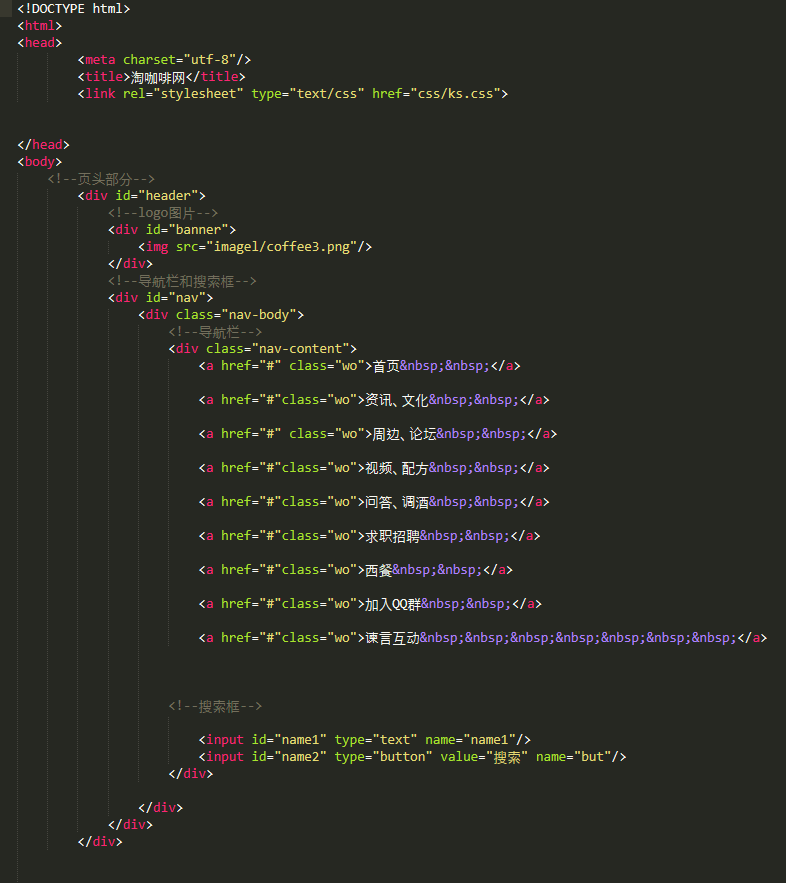 <!DOCTYPE html>
<html>
<head>
<meta charset="utf-8"/>
<title>淘咖啡网</title>
<link rel="stylesheet" type="text/css" href="css/ks.css">
</head>
<body>
<!--页头部分-->
<div id="header">
<!--logo图片-->
<div id="banner">
<img src="imagel/coffee3.png"/>
</div>
<!--导航栏和搜索框-->
<div id="nav">
<div class="nav-body">
<!--导航栏-->
<div class="nav-content">
<a href="#" class="wo">首页&nbsp;&nbsp;</a>
<a href="#"class="wo">资讯、文化&nbsp;&nbsp;</a>
<a href="#" class="wo">周边、论坛&nbsp;&nbsp;</a>
<a href="#"class="wo">视频、配方&nbsp;&nbsp;</a>
<a href="#"class="wo">问答、调酒&nbsp;&nbsp;</a>
<a href="#"class="wo">求职招聘&nbsp;&nbsp;</a>
<a href="#"class="wo">西餐&nbsp;&nbsp;</a>
<a href="#"class="wo">加入QQ群&nbsp;&nbsp;</a>
<a href="#"class="wo">谏言互动&nbsp;&nbsp;&nbsp;&nbsp;&nbsp;&nbsp;&nbsp;</a>
<!--搜索框-->
<input id="name1" type="text" name="name1"/>
<input id="name2" type="button" value="搜索" name="but"/>
</div>
</div>
</div>
</div>